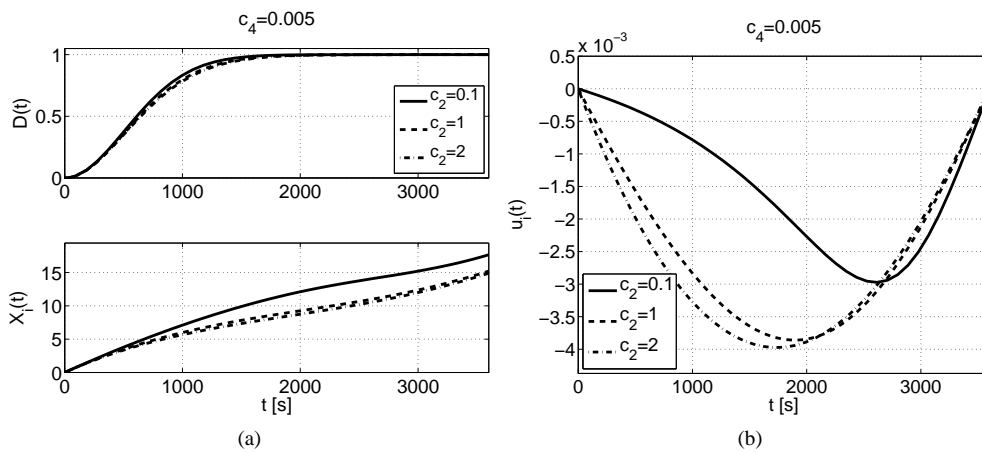 c4=0.005
D(t)
1
0.5
0
c2=0.1
c2=1
c2=2
0 1000 2000 3000
Xi(t)
15
10
5
0
0 1000 2000 3000
t [s]
(a)
c4=0.005
x 10−3
ui(t)
0.5
0
−0.5
−1
−1.5
−2
−2.5
−3
−3.5
−4
c2=0.1
c2=1
c2=2
0 1000 2000 3000
t [s]
(b)